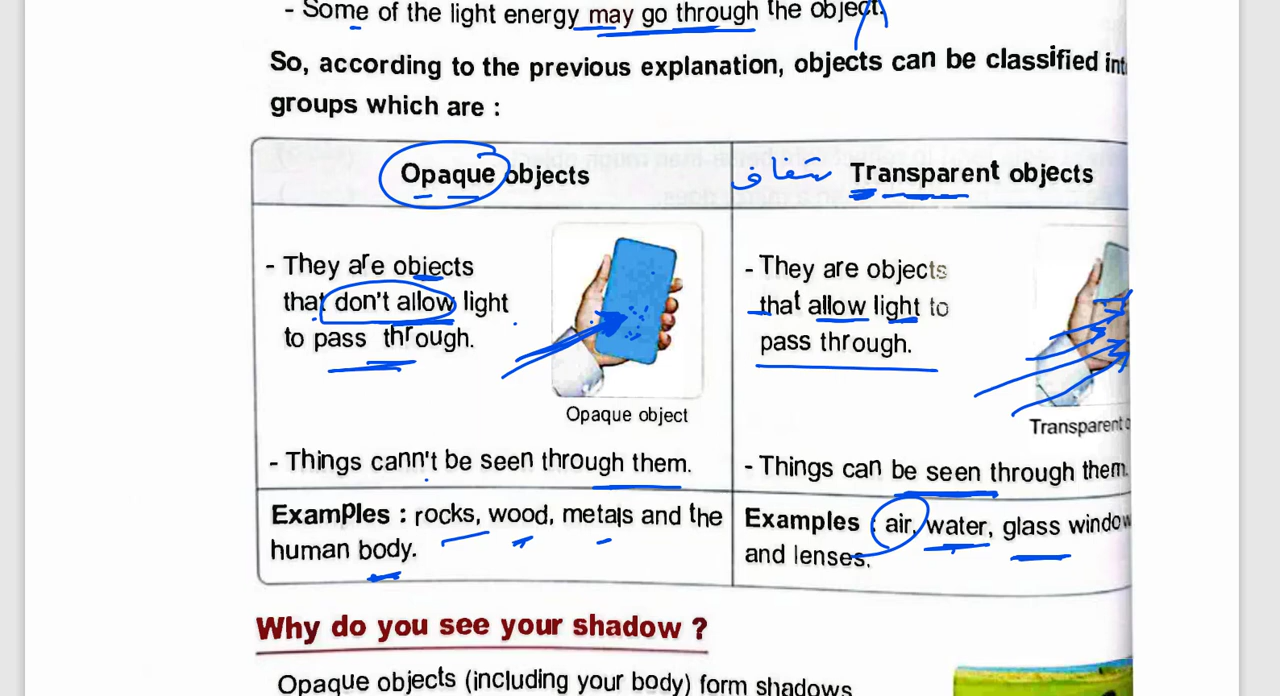 - Some of the light energy may go through the object.
So, according to the previous explanation, objects can be classified int
groups which are :
Opaque objects
شفاف Transparent objects
- They are objects
that don't allow light
to pass through.
Opaque object
- Things cann't be seen through them.
- They are objects
that allow light to
pass through.
Transparent o
- Things can be seen through them.
Examples : rocks, wood, metals and the
human body.
Examples : air, water, glass window
and lenses.
Why do you see your shadow ?
Opaque objects (including your body) form shadows